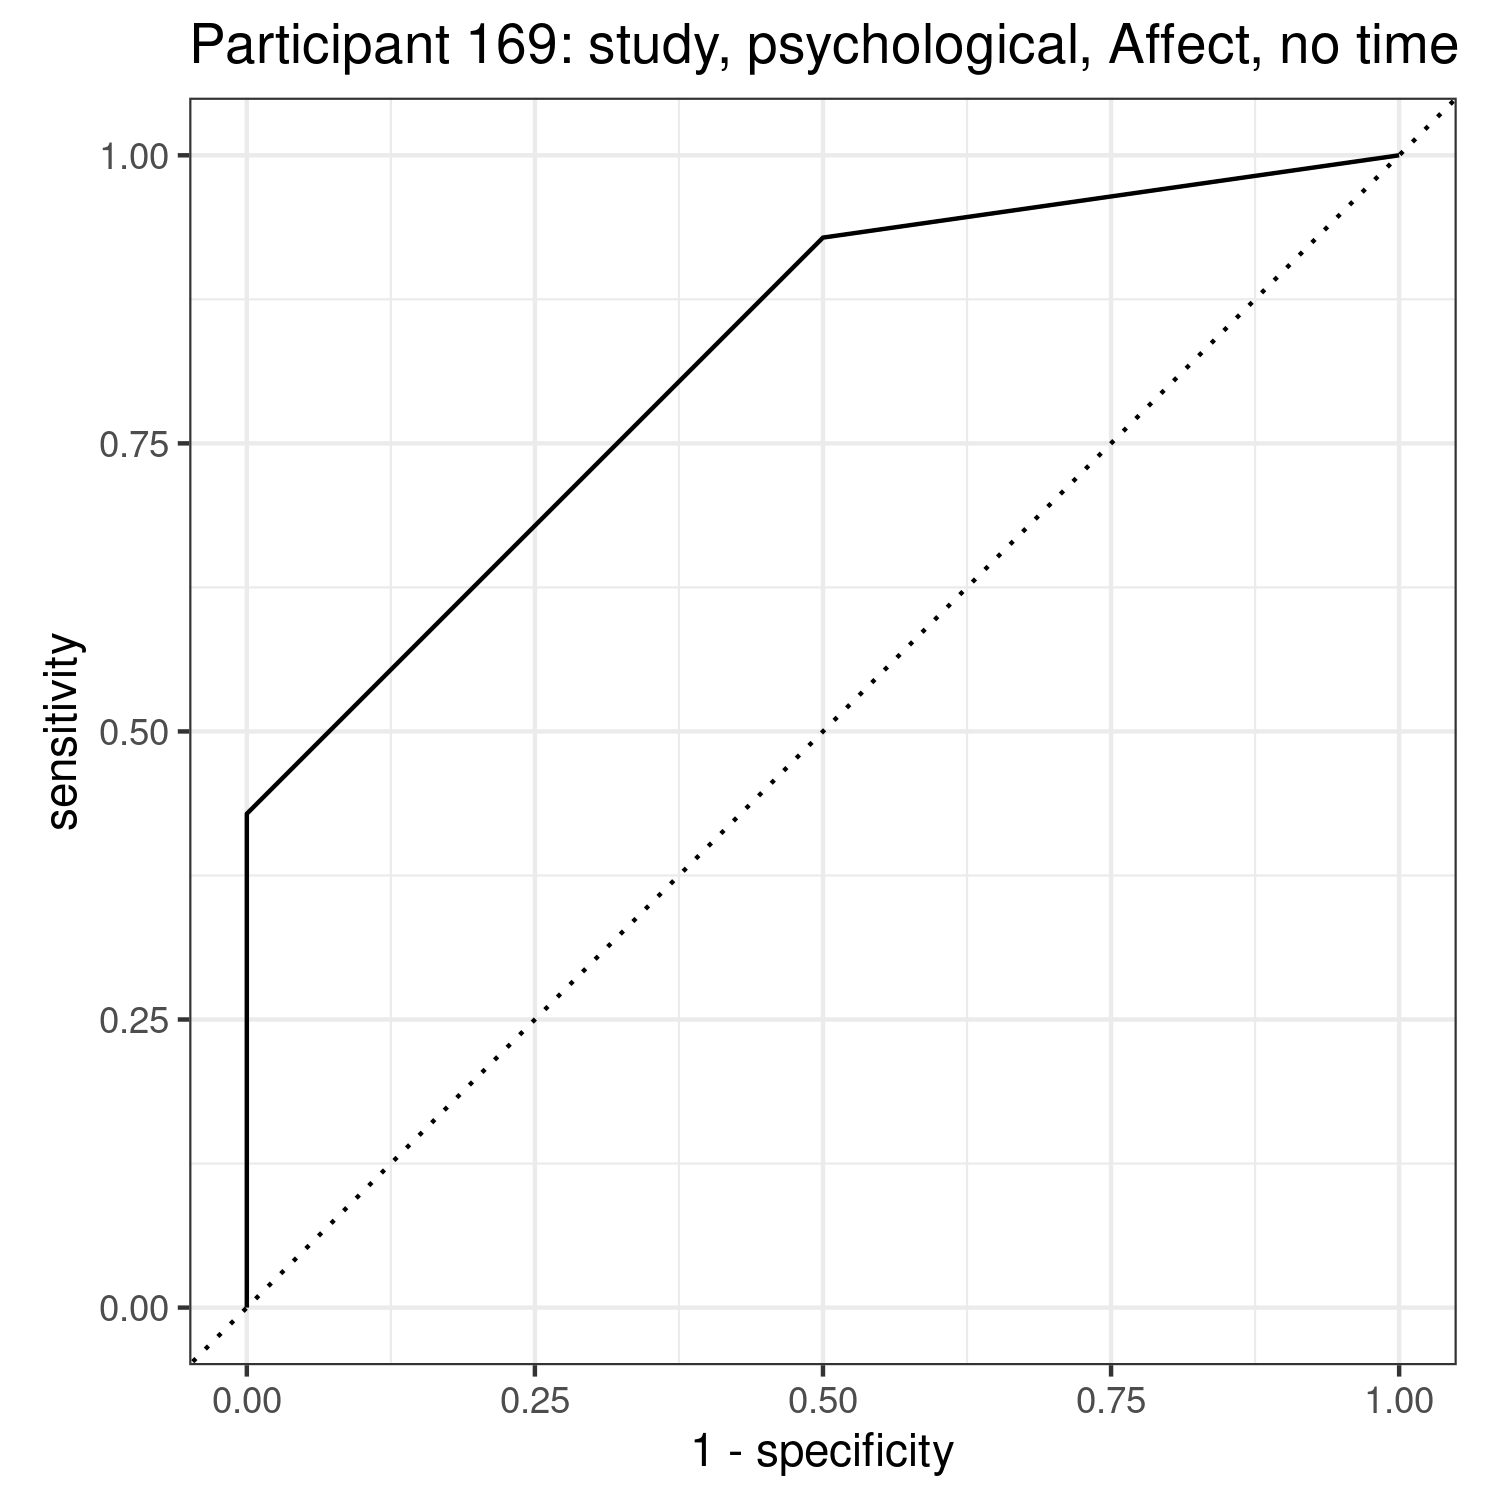 Participant 169: study, psychological, Affect, no time
1.00
0.75
0.50
0.25
0.00
sensitivity
0.00 0.25 0.50 0.75 1.00
1 - specificity